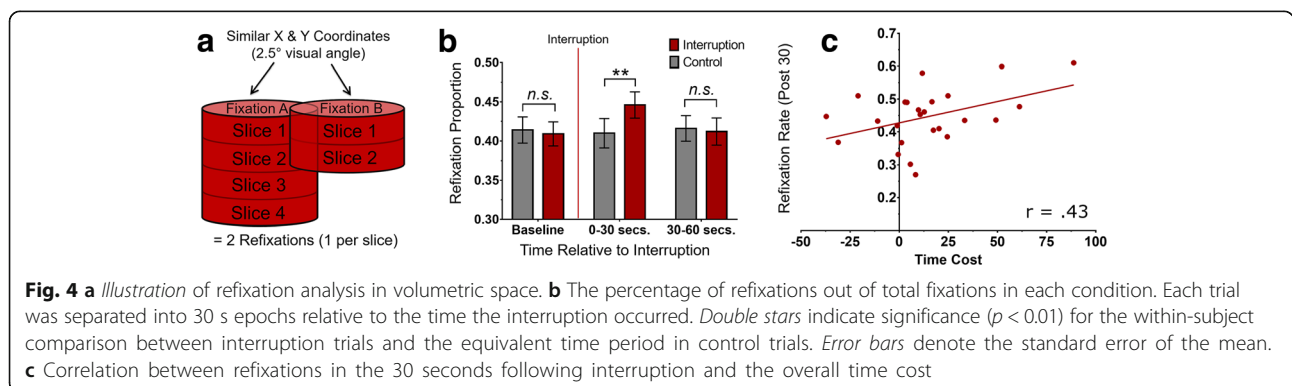 a
Similar X & Y Coordinates
(2.5° visual angle)
Fixation A
Fixation B
Slice 1
Slice 2
Slice 3
Slice 4
Slice 1
Slice 2
= 2 Refixations (1 per slice)
b
Interruption
Interruption
Control
Refixation Proportion
0.50
0.45
0.40
0.35
0.30
n.s.
**
n.s.
Baseline
0-30 secs.
30-60 secs.
Time Relative to Interruption
c
Refixation Rate (Post 30)
0.7
0.6
0.5
0.4
0.3
0.2
r = .43
-50
-25
0
25
50
75
100
Time Cost
Fig. 4 a Illustration of refixation analysis in volumetric space. b The percentage of refixations out of total fixations in each condition. Each trial
was separated into 30 s epochs relative to the time the interruption occurred. Double stars indicate significance (p < 0.01) for the within-subject
comparison between interruption trials and the equivalent time period in control trials. Error bars denote the standard error of the mean.
c Correlation between refixations in the 30 seconds following interruption and the overall time cost